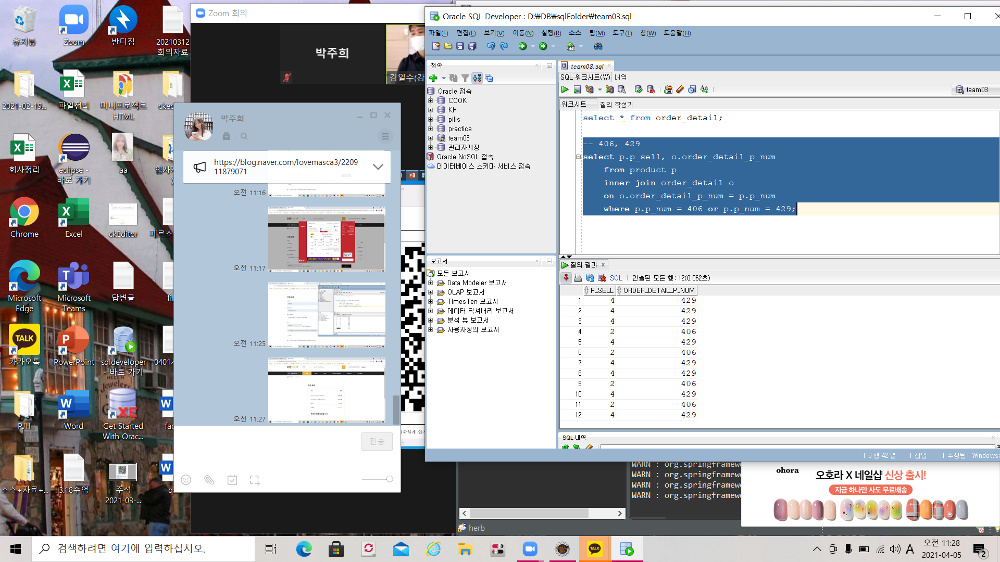 휴지통
Zoom
반디집
20210312
회의자료
2021-02-19...
파일정리
미니프로젝트
HTML
회사정리
eclipse -
바로 가기
aa
Chrome
Excel
ckEditor
Microsoft
Edge
Microsoft
Teams
답변글
TALK
카카오톡
PowerPoint
sqldeveloper
- 바로 가기
PJH
Word
Get Started
With Orac...
소스+자료+...
3.18수업
주석
2021-03-...
Zoom 회의
박주희
김일수(강
박주희
https://blog.naver.com/lovemasca3/2209
11879071
오전 11:16
오전 11:17
오전 11:25
오전 11:27
전송
Oracle SQL Developer : D:₩DB₩sqlFolder₩team03.sql
파일(F) 편집(E) 보기(V) 이동(N) 실행(R) 소스 팀(M) 도구(T) 창(W) 도움말(H)
접속
Oracle 접속
COOK
KH
pills
practice
team03
관리자계정
Oracle NoSQL 접속
데이터베이스 스키마 서비스 접속
보고서
모든 보고서
Data Modeler 보고서
OLAP 보고서
TimesTen 보고서
데이터 딕셔너리 보고서
분석 뷰 보고서
사용자정의 보고서
team03.sql
SQL 워크시트(W) 내역
team03
워크시트 질의 작성기
select * from order_detail;
-- 406, 429
select p.p_sell, o.order_detail_p_num
from product p
inner join order_detail o
on o.order_detail_p_num = p.p_num
where p.p_num = 406 or p.p_num = 429;
질의 결과
SQL 인출된 모든 행: 12(0,062초)
P_SELL ORDER_DETAIL_P_NUM
1 4 429
2 4 429
3 4 429
4 2 406
5 4 429
6 2 406
7 4 429
8 4 429
9 2 406
10 4 429
11 2 406
12 4 429
SQL 내역
8 행 42 열 삽입 수정됨 Windows
WARN : org.springframewo
WARN : org.springframewo
WARN : org.springframewo
WARN : org.springframewo
herb
ohora
오호라 X 네일샵 신상 출시!
지금 하나만 사도 무료배송
검색하려면 여기에 입력하십시오.
TALK
A
오전 11:28
2021-04-05
2